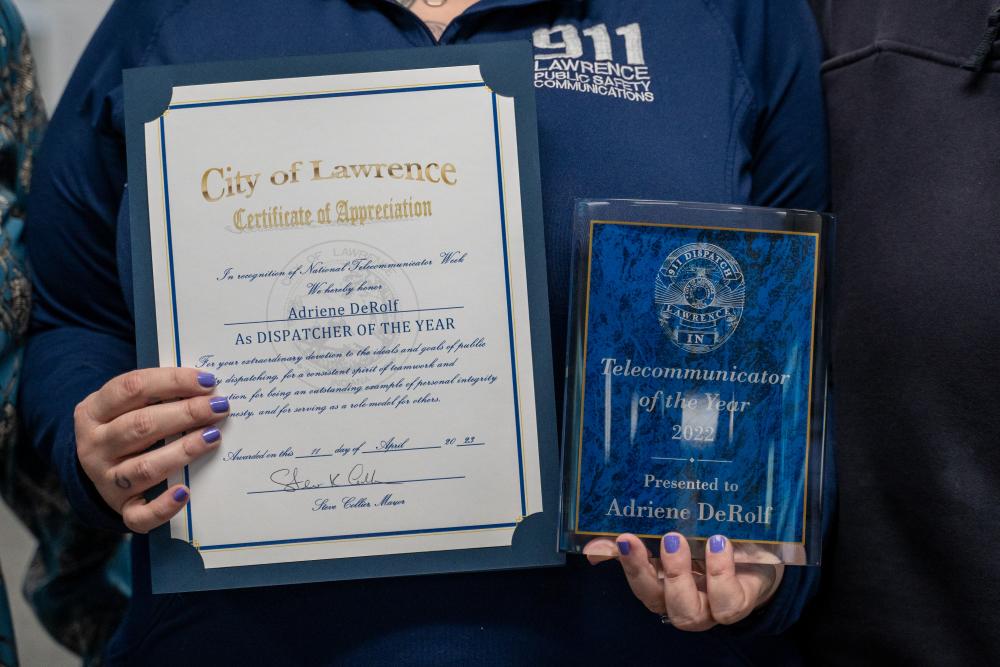 911
LAWRENCE
PUBLIC SAFETY
COMMUNICATIONS
City of Lawrence
Certificate of Appreciation
In recognition of National Telecommunicator Week
We hereby honor
Adriene DeRolf
As DISPATCHER OF THE YEAR
For your extraordinary devotion to the ideals and goals of public
dispatching, for a consistent spirit of teamwork and
for being an outstanding example of personal integrity
and for serving as a role model for others.
Awarded on this 11 day of April 20 23
Steve Collier Mayor
911 DISPATCH
LAWRENCE
IN
Telecommunicator
of the Year
2022
Presented to
Adriene DeRolf